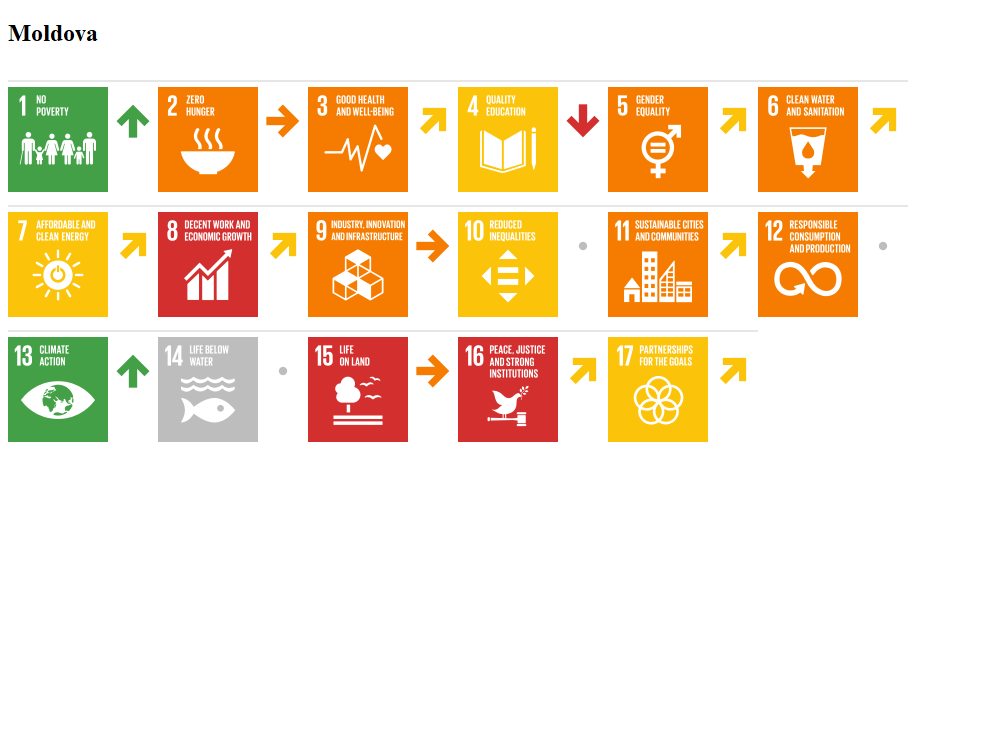 Moldova
1 NO
POVERTY
2 ZERO
HUNGER
3 GOOD HEALTH
AND WELL-BEING
4 QUALITY
EDUCATION
5 GENDER
EQUALITY
6 CLEAN WATER
AND SANITATION
7 AFFORDABLE AND
CLEAN ENERGY
8 DECENT WORK AND
ECONOMIC GROWTH
9 INDUSTRY, INNOVATION
AND INFRASTRUCTURE
10 REDUCED
INEQUALITIES
11 SUSTAINABLE CITIES
AND COMMUNITIES
12 RESPONSIBLE
CONSUMPTION
AND PRODUCTION
13 CLIMATE
ACTION
14 LIFE BELOW
WATER
15 LIFE
ON LAND
16 PEACE, JUSTICE
AND STRONG
INSTITUTIONS
17 PARTNERSHIPS
FOR THE GOALS